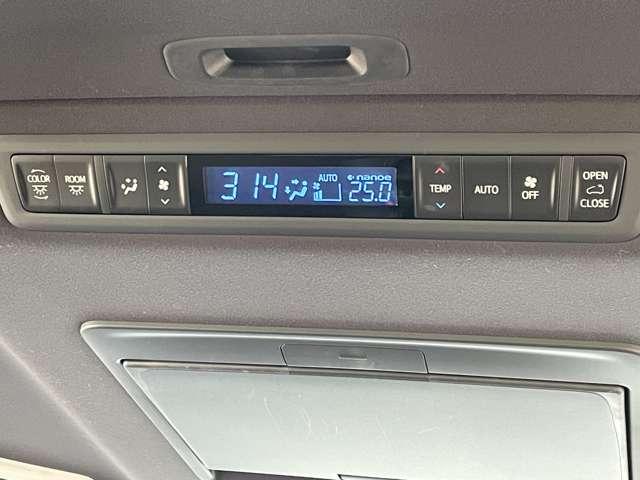 COLOR ROOM 3 14 AUTO nanoe 25.0 TEMP AUTO OFF OPEN CLOSE